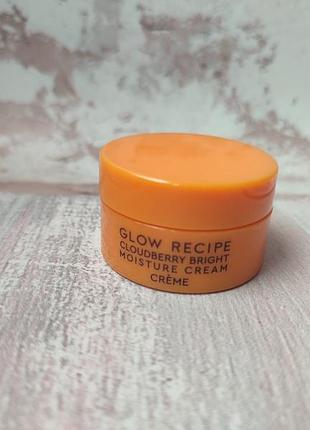 GLOW RECIPE
CLOUDBERRY BRIGHT
MOISTURE CREAM
CRÈME